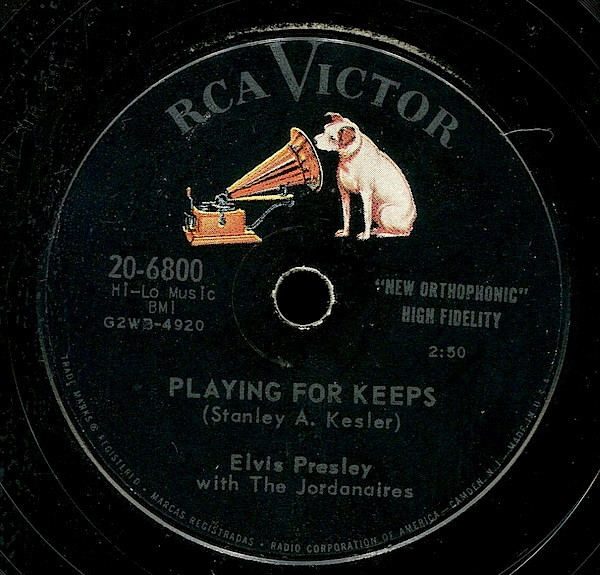 RCA VICTOR
20-6800
Hi-Lo Music
BMI
G2WB-4920
"NEW ORTHOPHONIC"
HIGH FIDELITY
2:50
PLAYING FOR KEEPS
(Stanley A. Kesler)
Elvis Presley
with The Jordanaires
TRADE MARKS ® REGISTERED • MARCAS REGISTRADAS • RADIO CORPORATION OF AMERICA—CAMDEN, N.J.—MADE IN U.S.A.